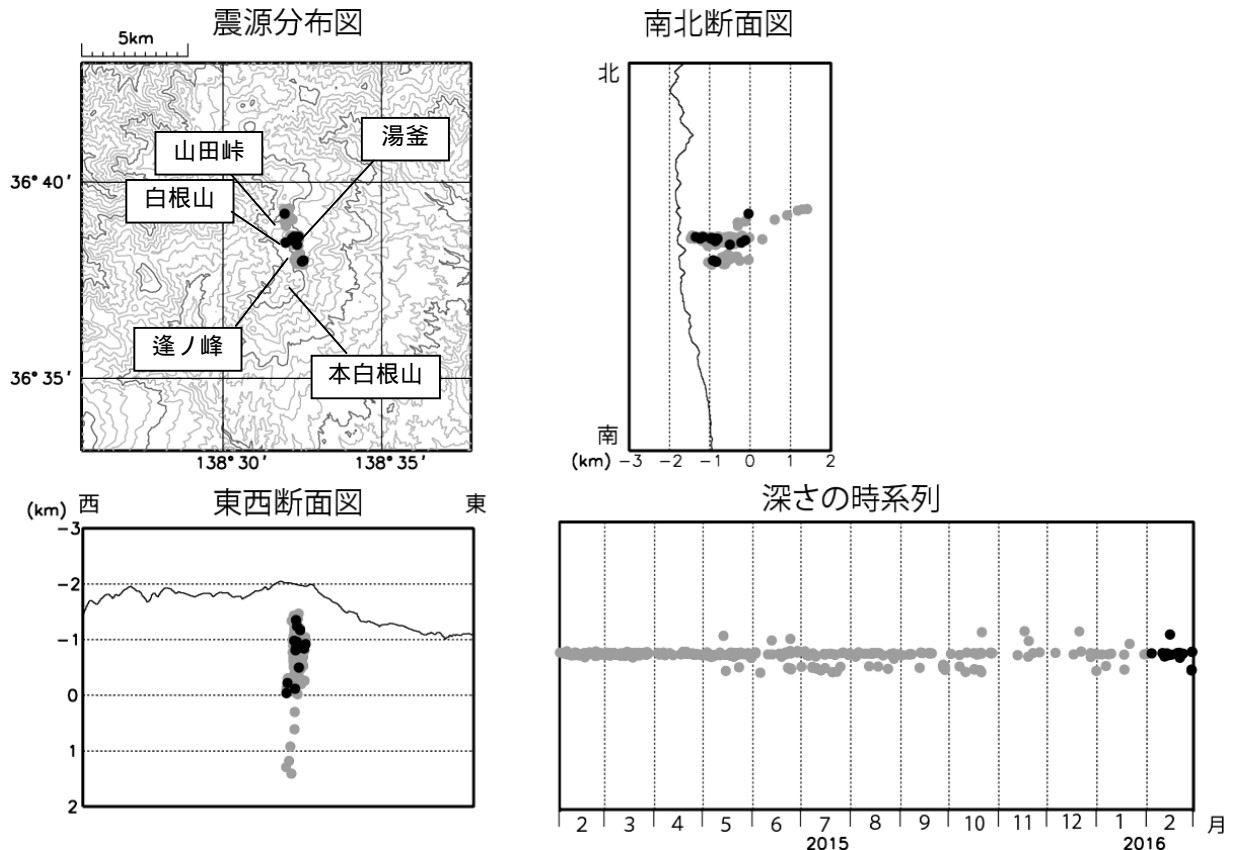 震源分布図
5km
山田峠
湯釜
白根山
逢ノ峰
本白根山
36°40′
36°35′
138°30′ 138°35′
南北断面図
北
南
(km) −3 −2 −1 0 1 2
東西断面図
(km) 西 東
−3
−2
−1
0
1
2
深さの時系列
2 3 4 5 6 7 8 9 10 11 12 1 2 月
2015 2016